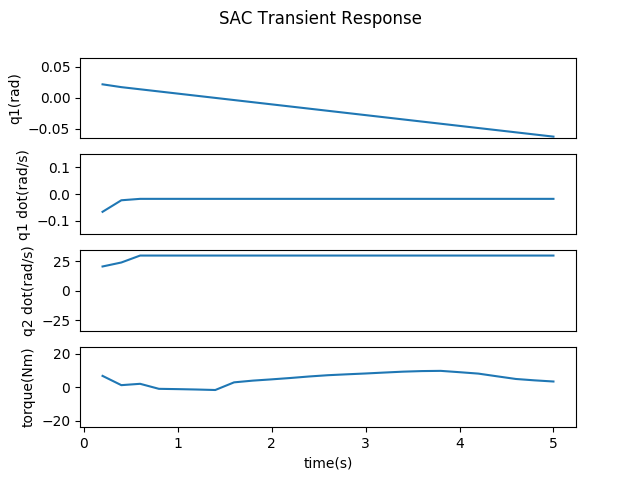 SAC Transient Response
q1(rad)
0.05
0.00
−0.05
q1 dot(rad/s)
0.1
0.0
−0.1
q2 dot(rad/s)
25
0
−25
torque(Nm)
20
0
−20
0 1 2 3 4 5
time(s)